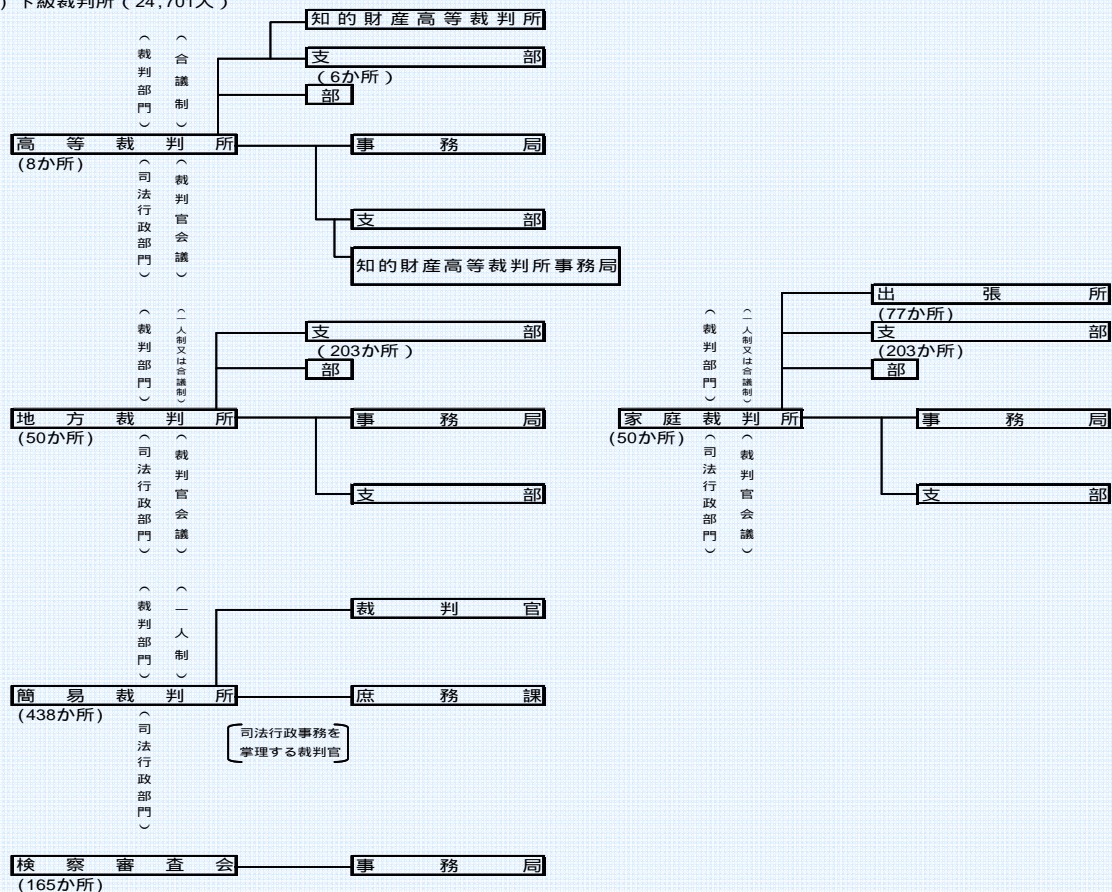 ) 下級裁判所(24,701人)
知的財産高等裁判所
支部
(6か所)
部
(裁判部門)
(合議制)
高等裁判所
(8か所)
(司法行政部門)
(裁判官会議)
事務局
支部
知的財産高等裁判所事務局
(裁判部門)
(一人制又は合議制)
支部
(203か所)
部
地方裁判所
(50か所)
(司法行政部門)
(裁判官会議)
事務局
支部
(裁判部門)
(一人制又は合議制)
出張所
(77か所)
支部
(203か所)
部
家庭裁判所
(50か所)
(司法行政部門)
(裁判官会議)
事務局
支部
(裁判部門)
(一人制)
裁判官
簡易裁判所
(438か所)
(司法行政部門)
庶務課
司法行政事務を
掌理する裁判官
検察審査会
(165か所)
事務局